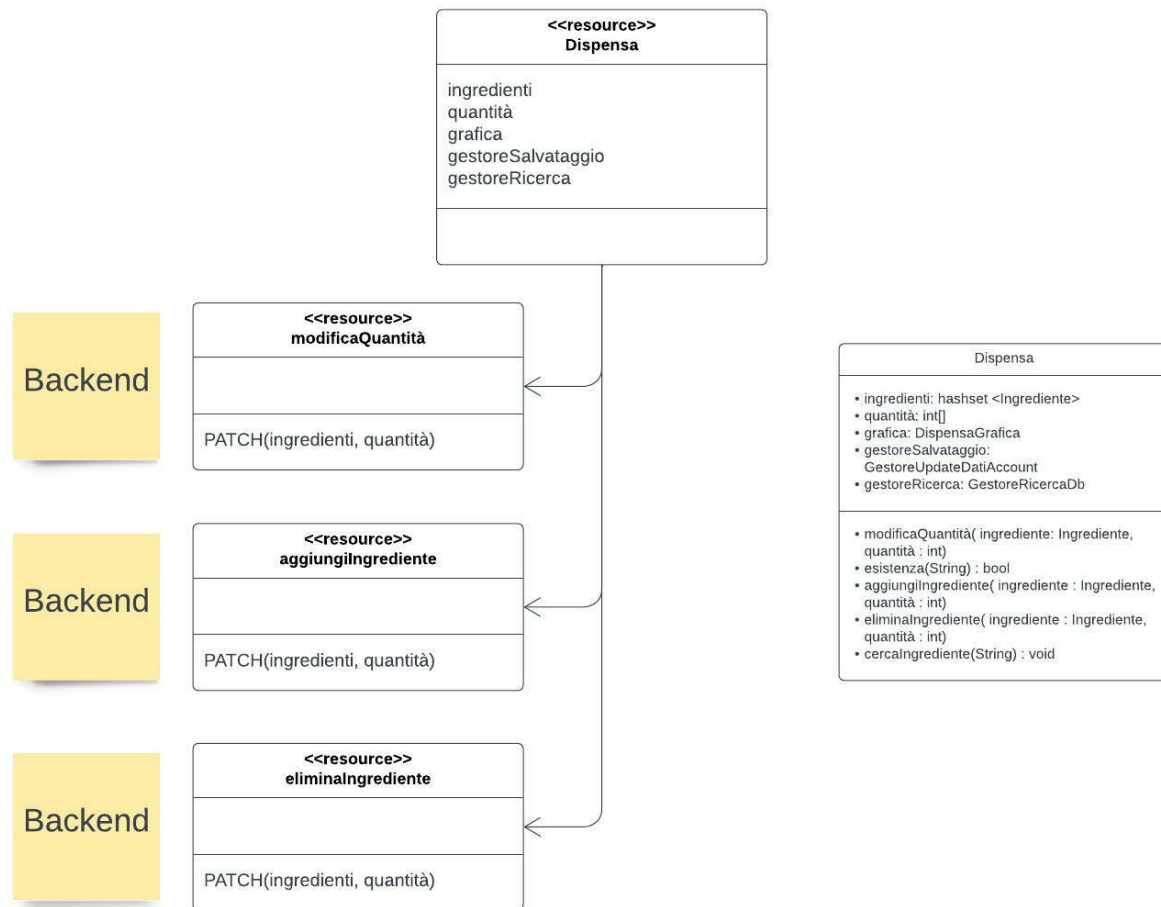 <<resource>>
Dispensa
ingredienti
quantità
grafica
gestoreSalvataggio
gestoreRicerca
Backend
<<resource>>
modificaQuantità
PATCH(ingredienti, quantità)
Backend
<<resource>>
aggiungiIngrediente
PATCH(ingredienti, quantità)
Backend
<<resource>>
eliminaIngrediente
PATCH(ingredienti, quantità)
Dispensa
• ingredienti: hashset <Ingrediente>
• quantità: int[]
• grafica: DispensaGrafica
• gestoreSalvataggio:
GestoreUpdateDatiAccount
• gestoreRicerca: GestoreRicercaDb
• modificaQuantità( ingrediente: Ingrediente,
quantità : int)
• esistenza(String) : bool
• aggiungiIngrediente( ingrediente : Ingrediente,
quantità : int)
• eliminaIngrediente( ingrediente : Ingrediente,
quantità : int)
• cercaIngrediente(String) : void